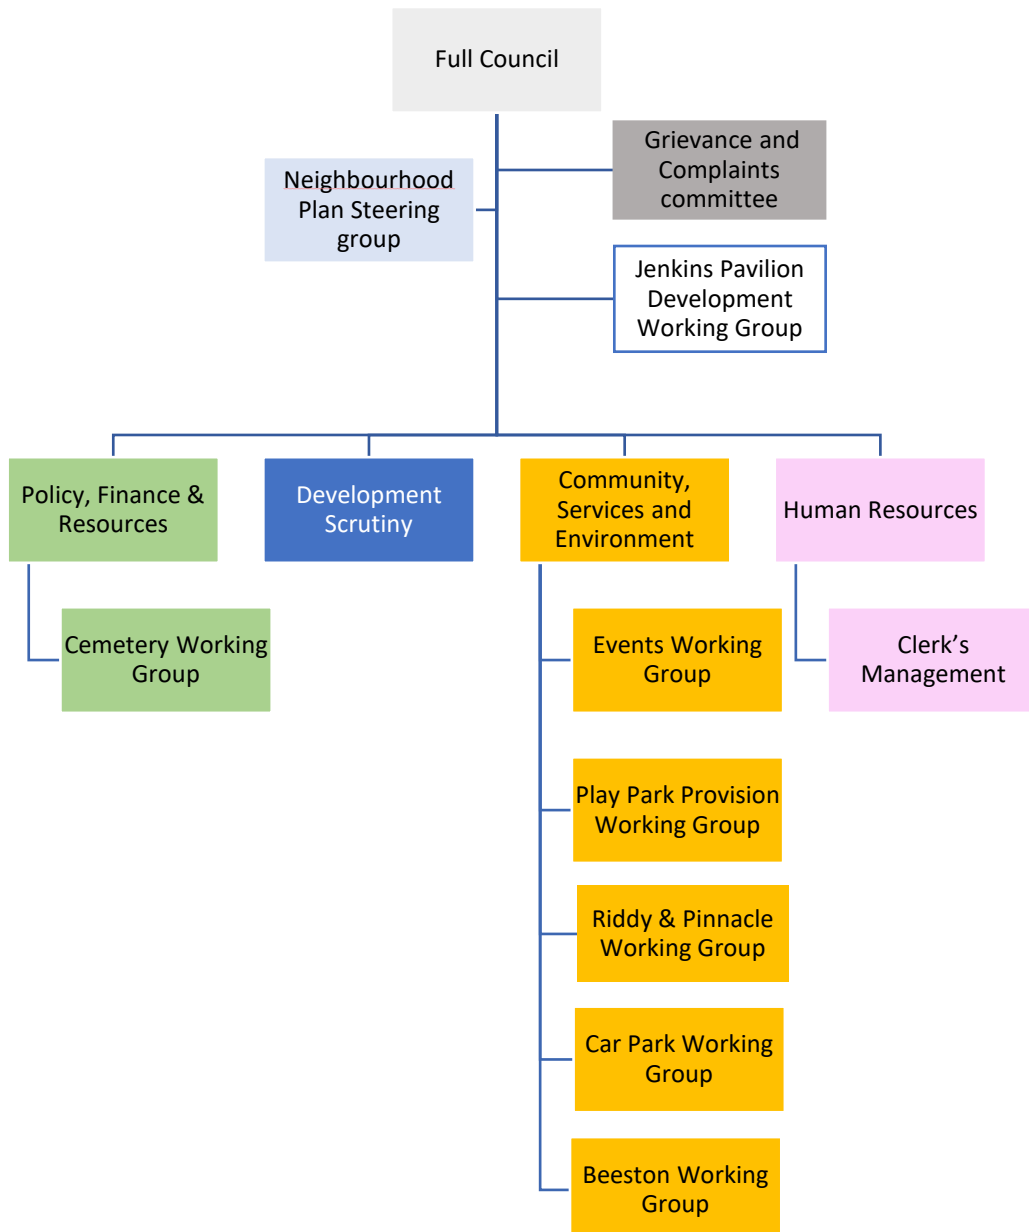 Full Council
Grievance and
Complaints
committee
Neighbourhood
Plan Steering
group
Jenkins Pavilion
Development
Working Group
Policy, Finance &
Resources
Development
Scrutiny
Community,
Services and
Environment
Human Resources
Cemetery Working
Group
Events Working
Group
Clerk’s
Management
Play Park Provision
Working Group
Riddy & Pinnacle
Working Group
Car Park Working
Group
Beeston Working
Group